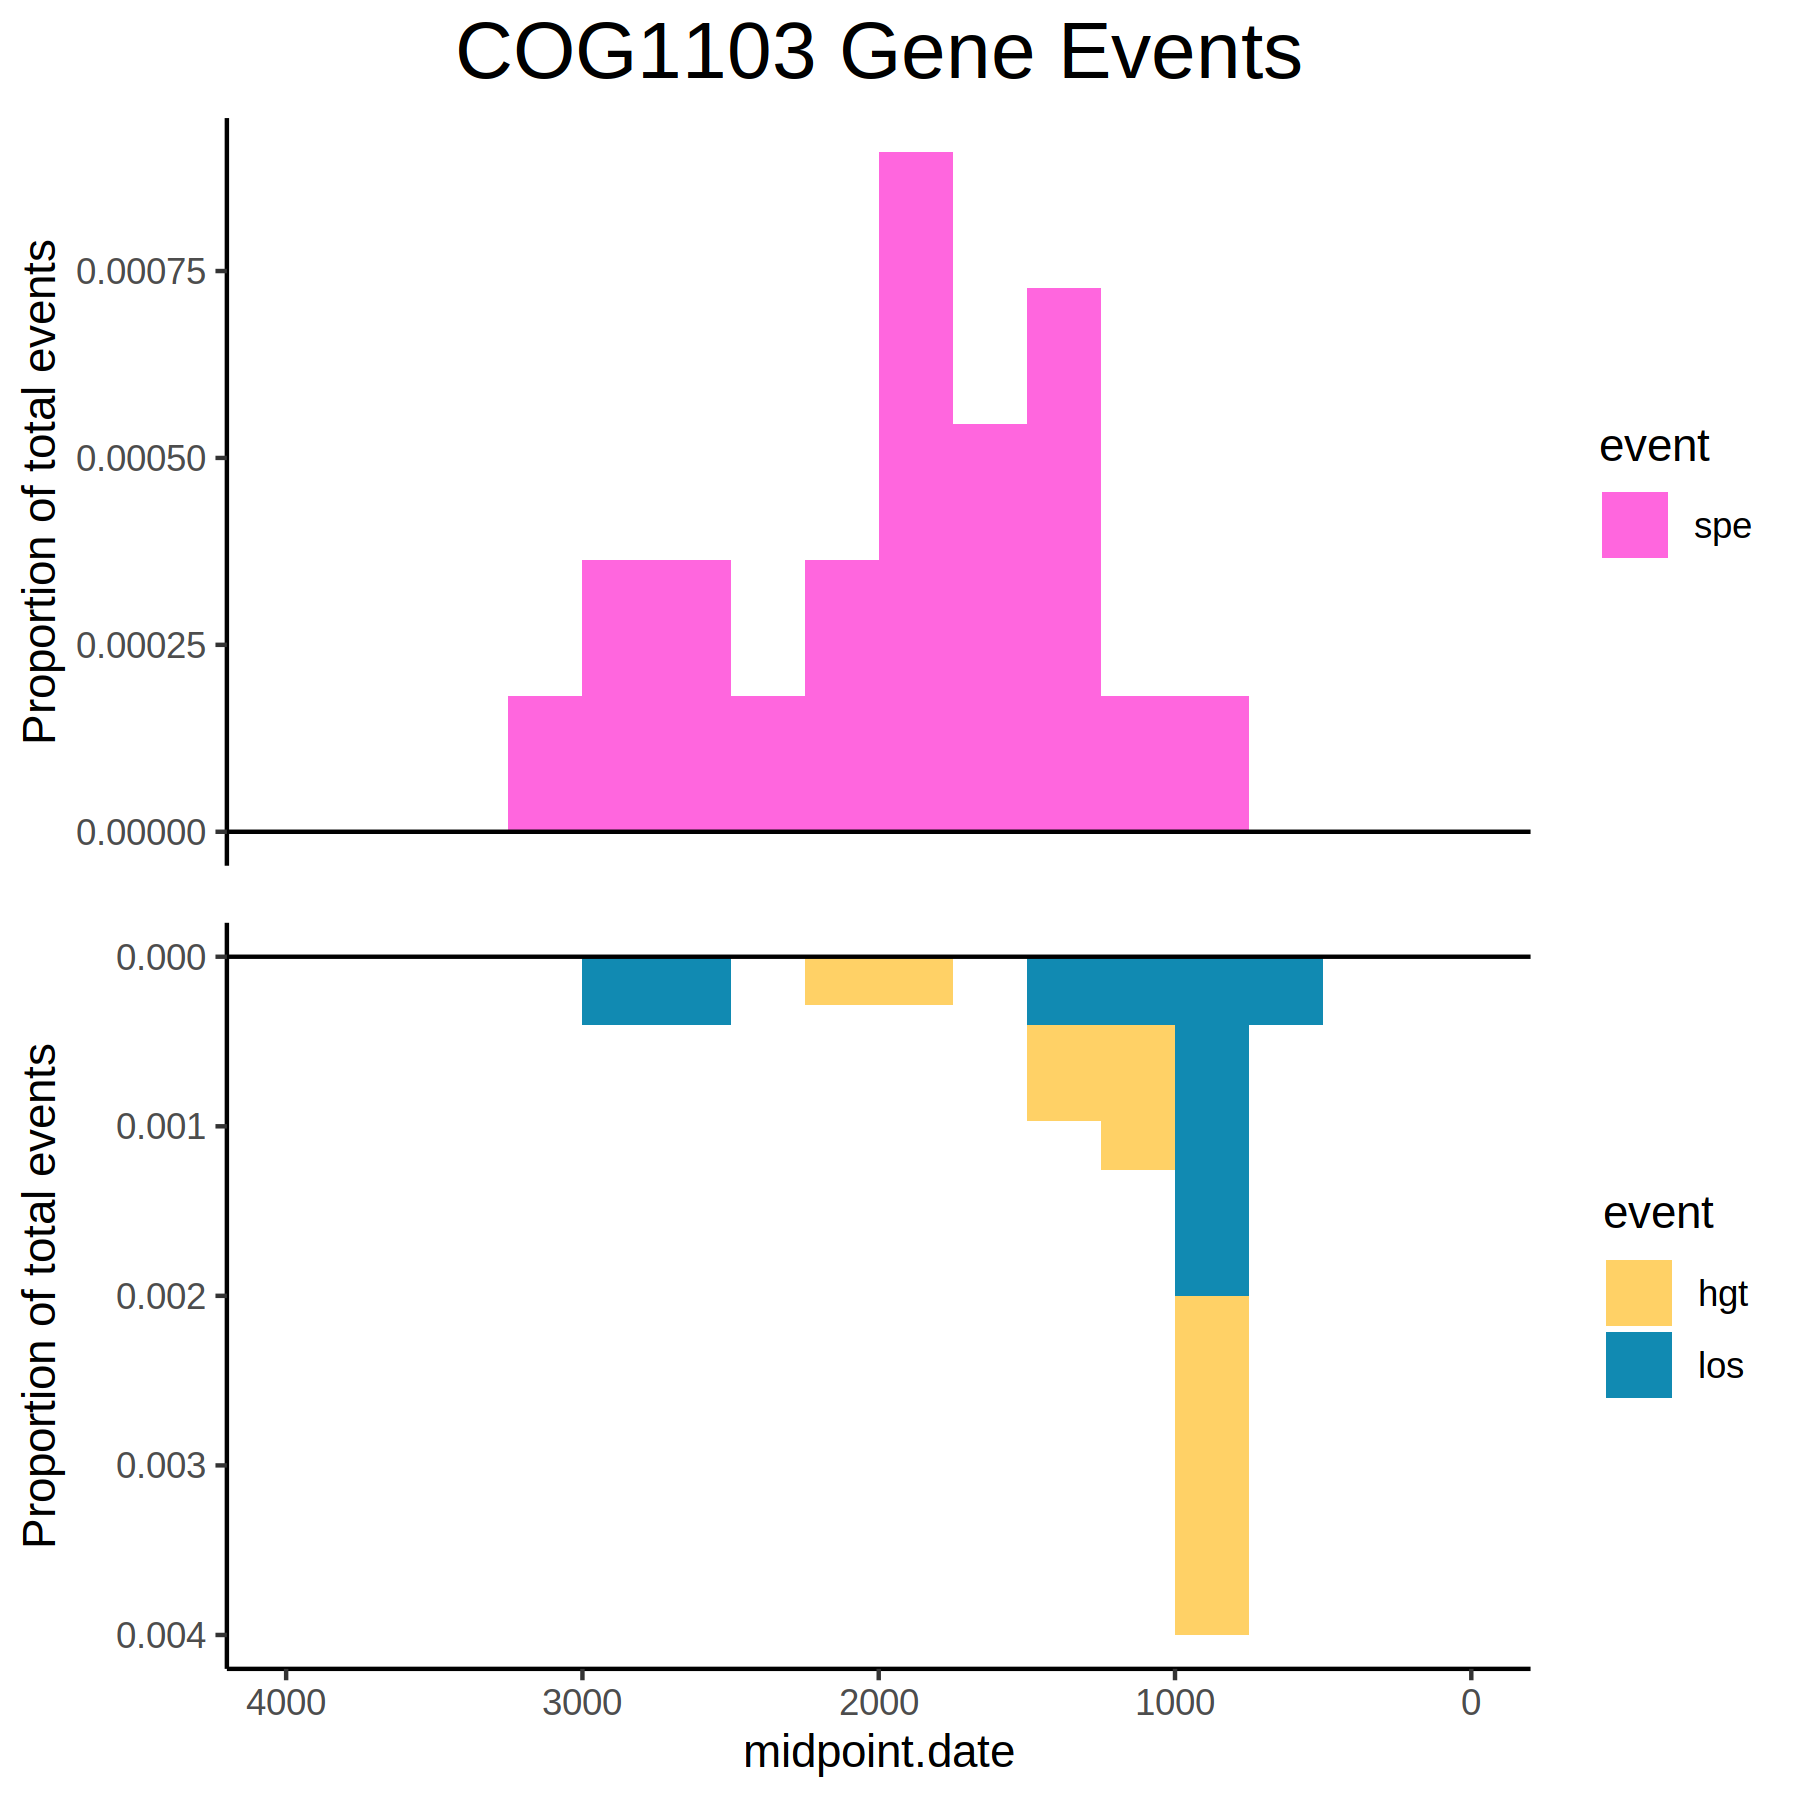 COG1103 Gene Events
Proportion of total events
0.00075
0.00050
0.00025
0.00000
event
spe
Proportion of total events
0.000
0.001
0.002
0.003
0.004
event
hgt
los
4000 3000 2000 1000 0
midpoint.date